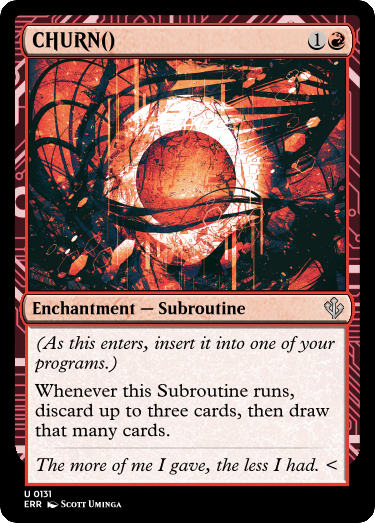 CHURN()
1
Enchantment — Subroutine
(As this enters, insert it into one of your
programs.)
Whenever this Subroutine runs,
discard up to three cards, then draw
that many cards.
The more of me I gave, the less I had. <
U 0131
ERR SCOTT UMINGA